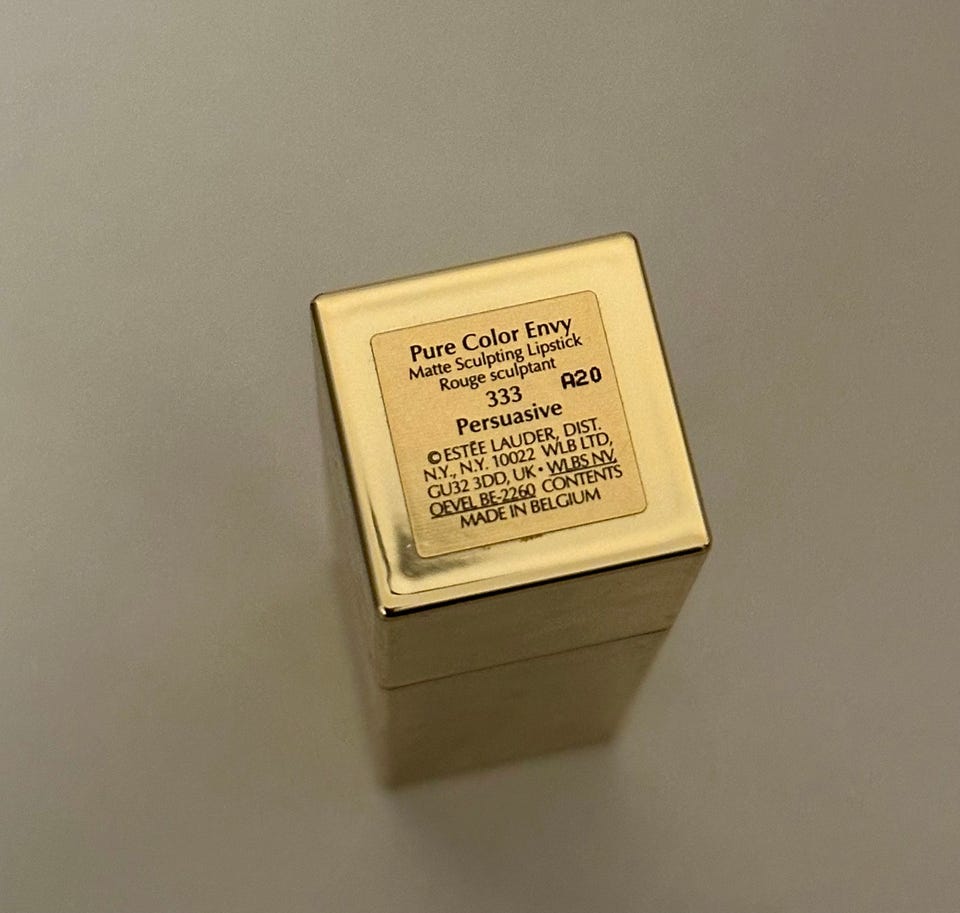 Pure Color Envy
Matte Sculpting Lipstick
Rouge sculptant
333 A20
Persuasive
©ESTÉE LAUDER, DIST.
N.Y., N.Y. 10022 WLB LTD,
GU32 3DD, UK • WLBS NV,
OEVEL BE-2260 CONTENTS
MADE IN BELGIUM